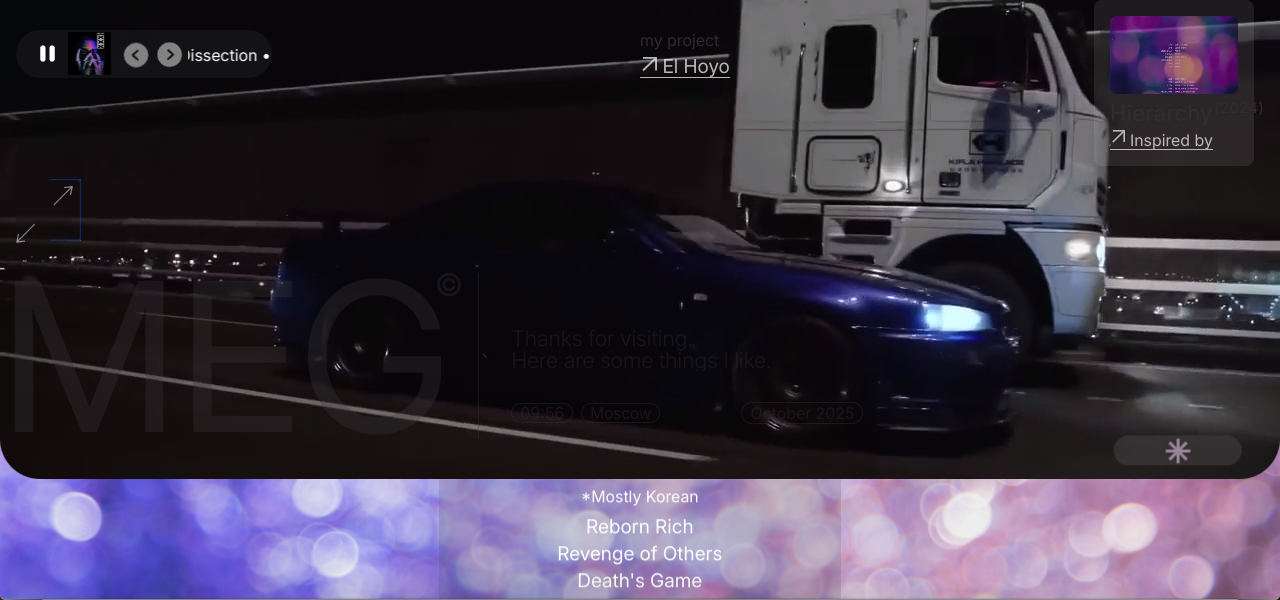 Dissection •
my project
El Hoyo
Hierarchy (2024)
Inspired by
MEG©
Thanks for visiting.
Here are some things I like.
09:56 Moscow October 2025
*Mostly Korean
Reborn Rich
Revenge of Others
Death's Game